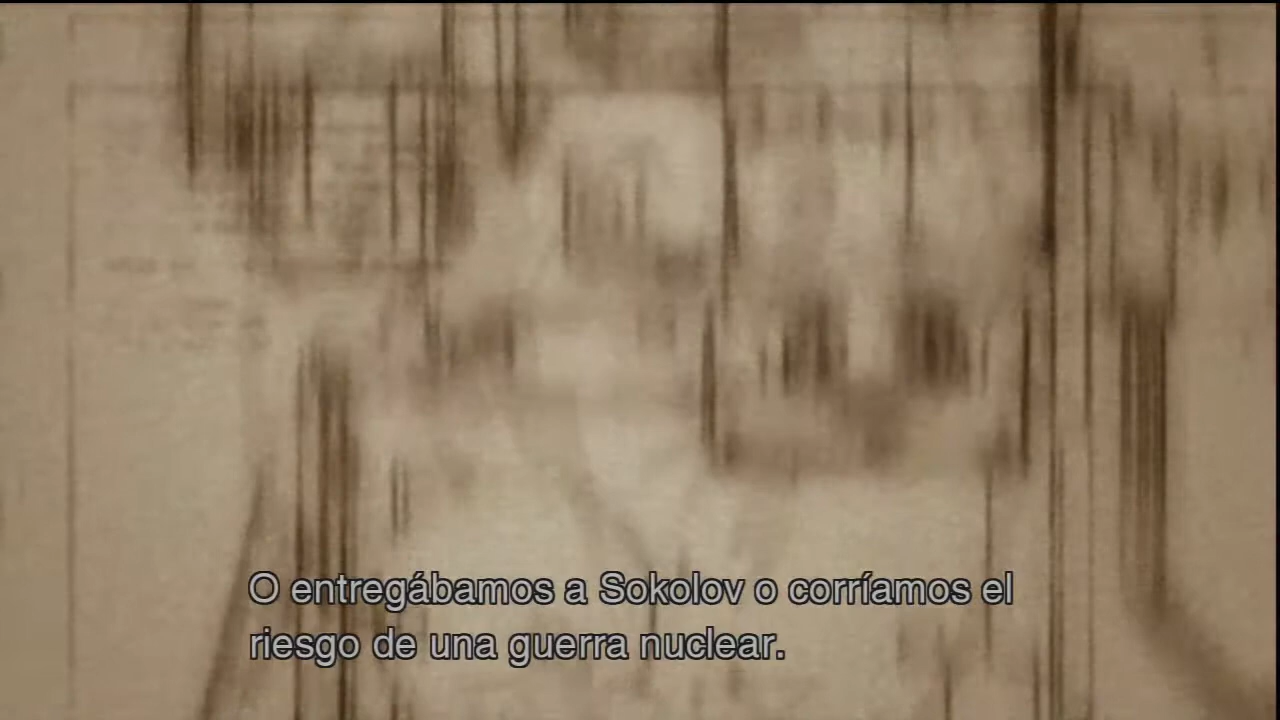 O entregábamos a Sokolov o corríamos el
riesgo de una guerra nuclear.